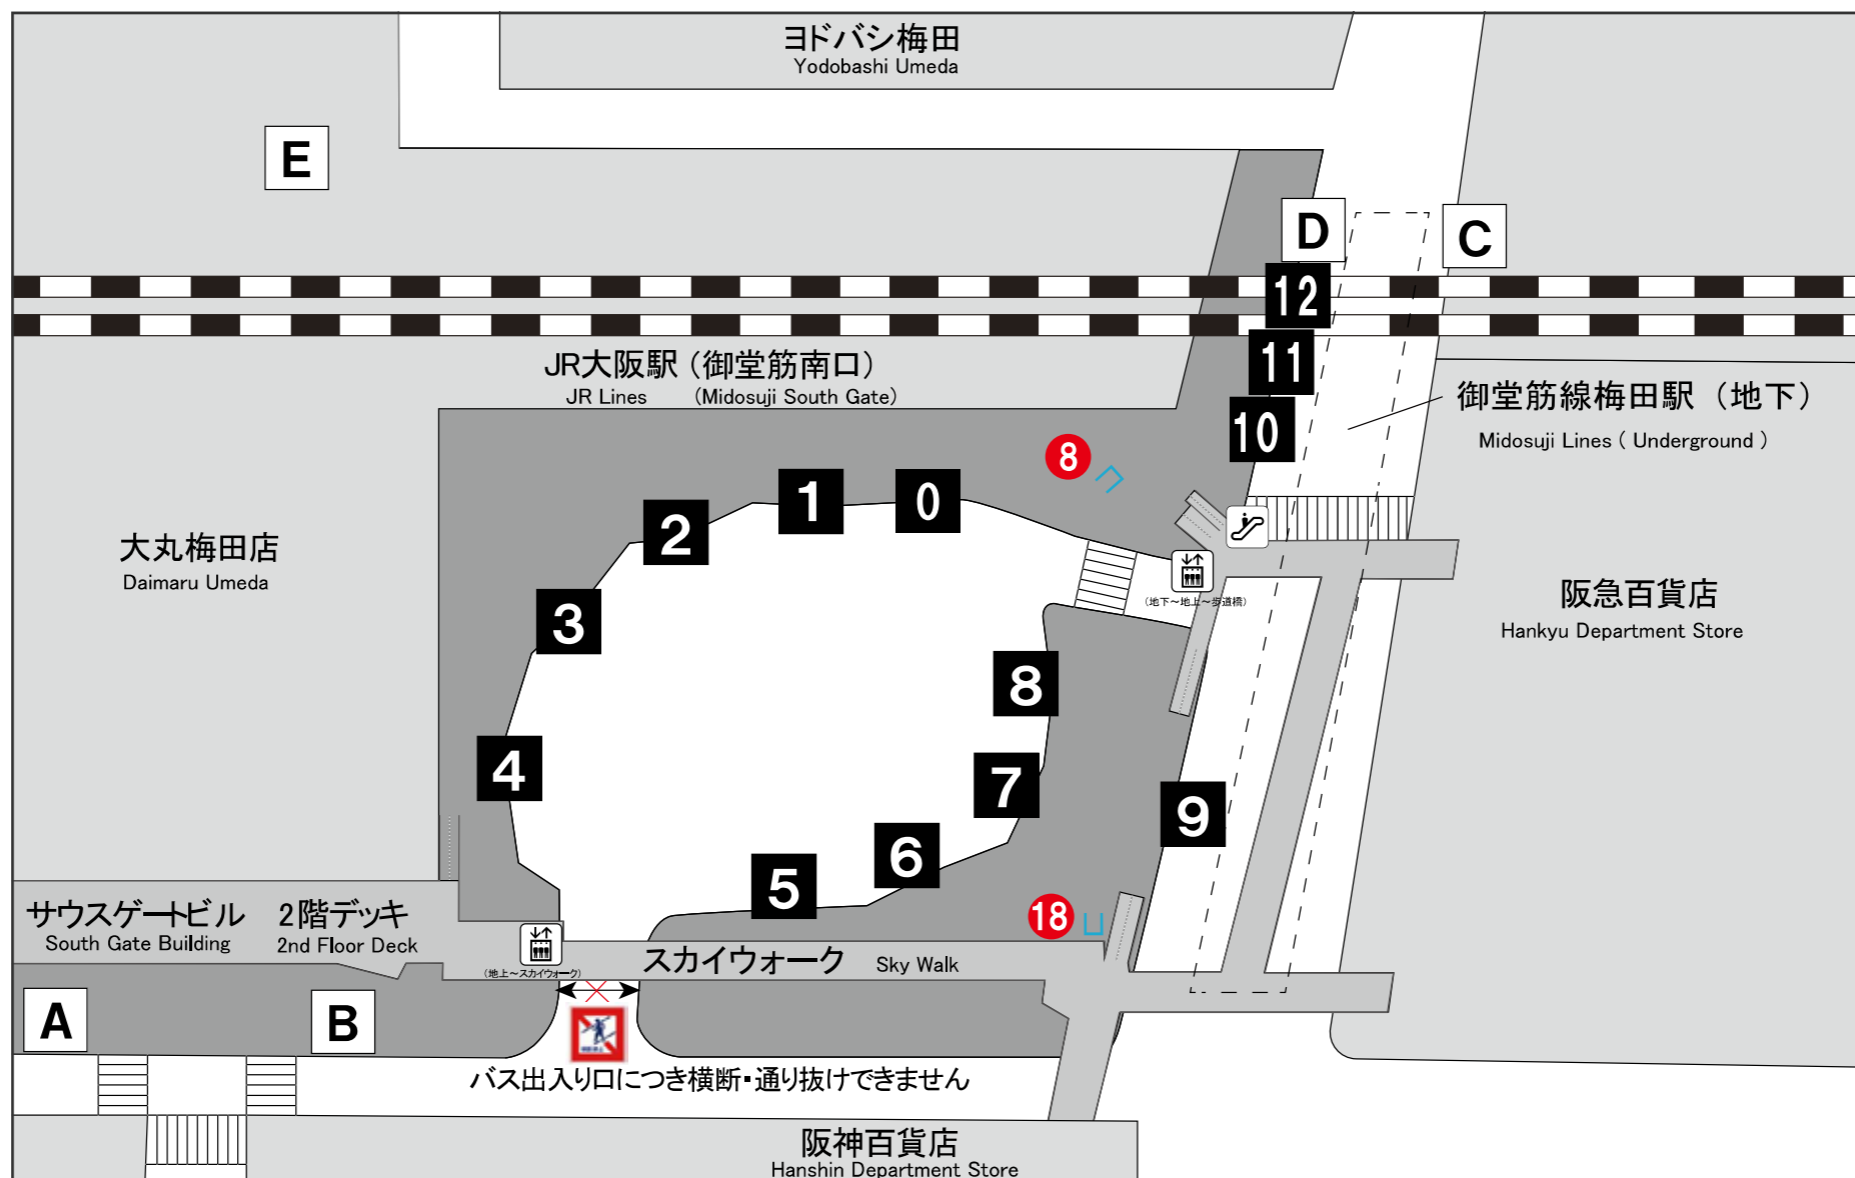 ヨドバシ梅田
Yodobashi Umeda
E
D
C
12
11
10
JR大阪駅（御堂筋南口）
JR Lines (Midosuji South Gate)
御堂筋線梅田駅（地下）
Midosuji Lines ( Underground )
8
0
1
2
3
4
大丸梅田店
Daimaru Umeda
（地下～地上～歩道橋）
阪急百貨店
Hankyu Department Store
8
7
6
5
9
18
サウスゲートビル 2階デッキ
South Gate Building 2nd Floor Deck
（地上～スカイウォーク）
スカイウォーク Sky Walk
A
B
バス出入り口につき横断・通り抜けできません
阪神百貨店
Hanshin Department Store